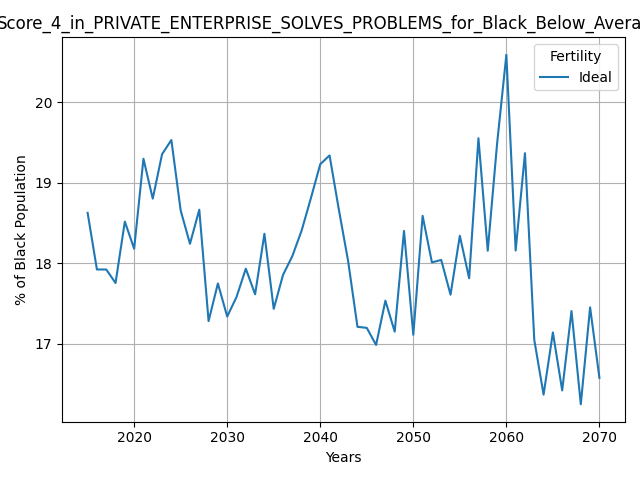 Score_4_in_PRIVATE_ENTERPRISE_SOLVES_PROBLEMS_for_Black_Below_Avera
Fertility
Ideal
% of Black Population
20
19
18
17
2020 2030 2040 2050 2060 2070
Years